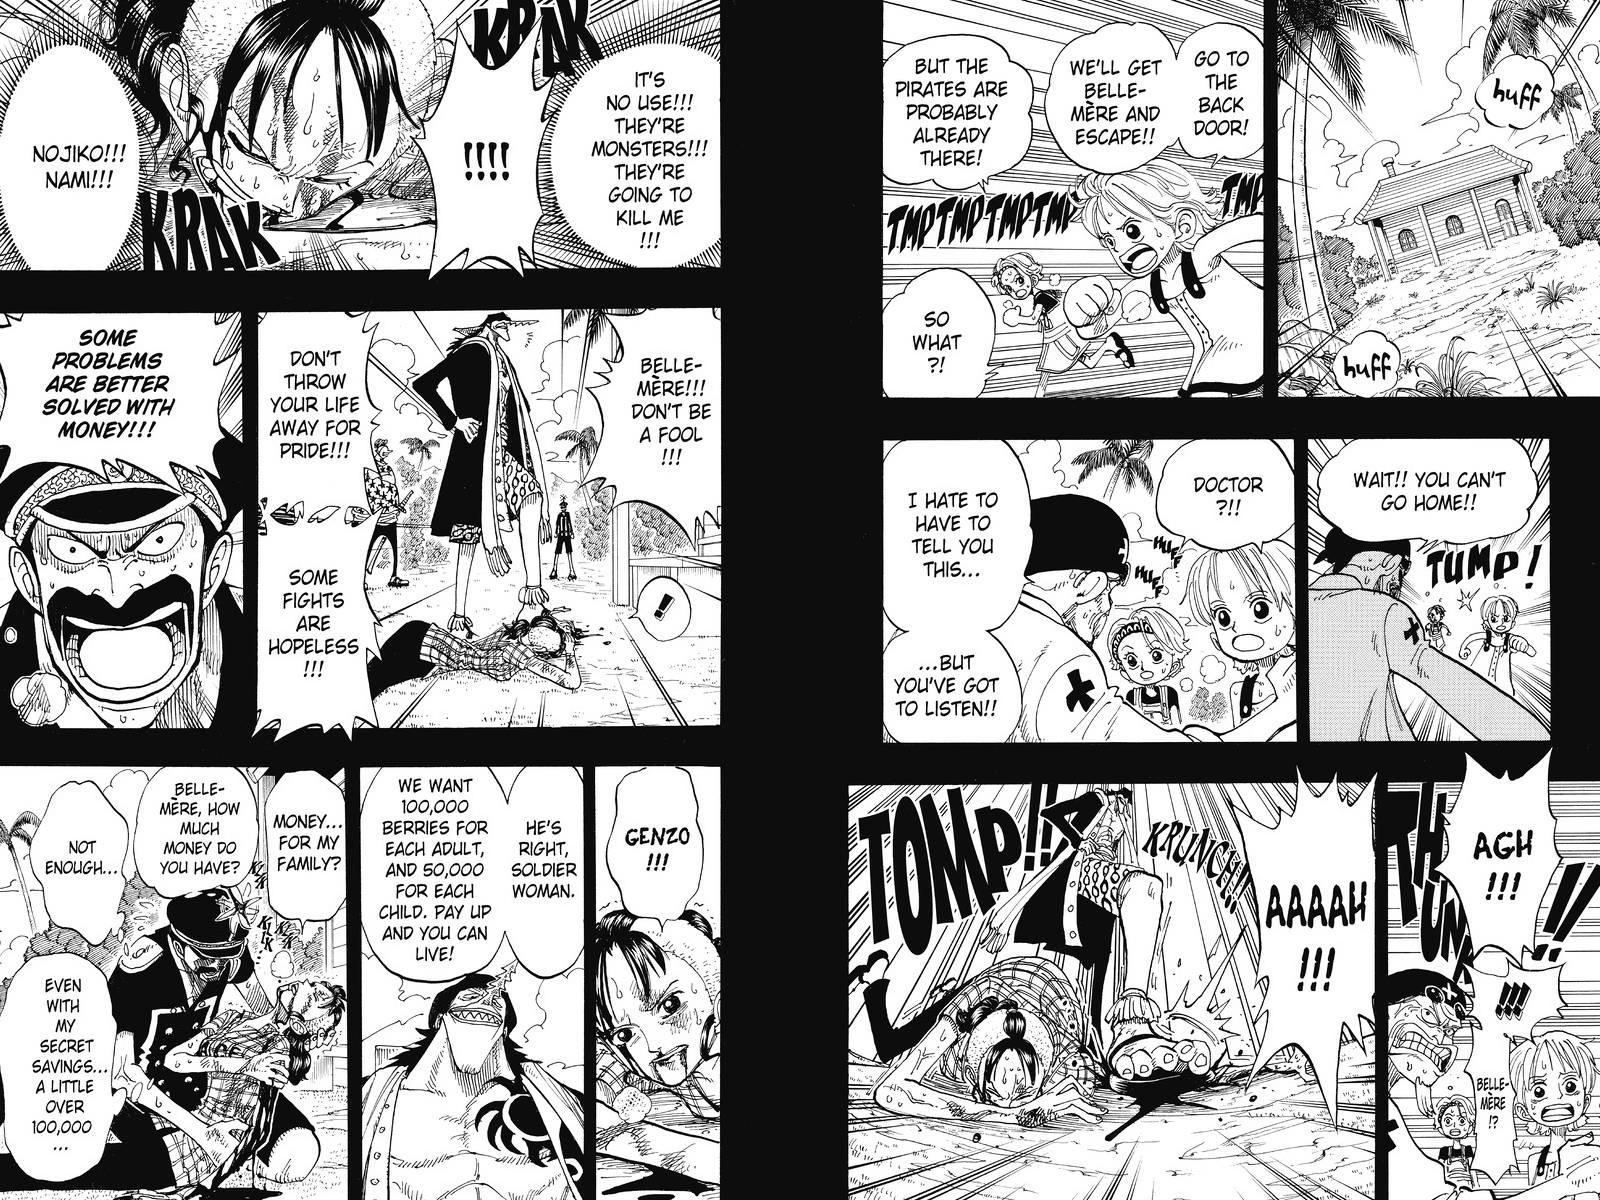 huff
huff
GO TO
THE
BACK
DOOR!
WE'LL GET
BELLE-
MÈRE AND
ESCAPE!!
BUT THE
PIRATES ARE
PROBABLY
ALREADY
THERE!
TMP
TMPTMPTMPTMP
SO
WHAT
?!
WAIT!! YOU CAN'T
GO HOME!!
TUMP!
DOCTOR
?!!
HUFF
HUFF
I HATE TO
HAVE TO
TELL YOU
THIS...
...BUT
YOU'VE GOT
TO LISTEN!!
AGH
!!!
THUNK!!
!!!
BELLE-
MÈRE
!?
AAAAH
!!!
KRUNCH!!!
TOMP!!
IT'S
NO USE!!!
THEY'RE
MONSTERS!!!
THEY'RE
GOING TO
KILL ME
!!!
KRAK
!!!!
KRAK
NOJIKO!!!
NAMI!!!
BELLE-
MÈRE!!!
DON'T BE
A FOOL
!!!
!
DON'T
THROW
YOUR LIFE
AWAY FOR
PRIDE!!!
SOME
FIGHTS
ARE
HOPELESS
!!!
SOME
PROBLEMS
ARE BETTER
SOLVED WITH
MONEY!!!
GENZO
!!!
HE'S
RIGHT,
SOLDIER
WOMAN.
WE WANT
100,000
BERRIES FOR
EACH ADULT,
AND 50,000
FOR EACH
CHILD. PAY UP
AND YOU CAN
LIVE!
MONEY...
FOR MY
FAMILY?
BELLE-
MÈRE, HOW
MUCH
MONEY DO
YOU HAVE?
KLK
KLK
KLK
NOT
ENOUGH...
EVEN
WITH
MY
SECRET
SAVINGS...
A LITTLE
OVER
100,000
...